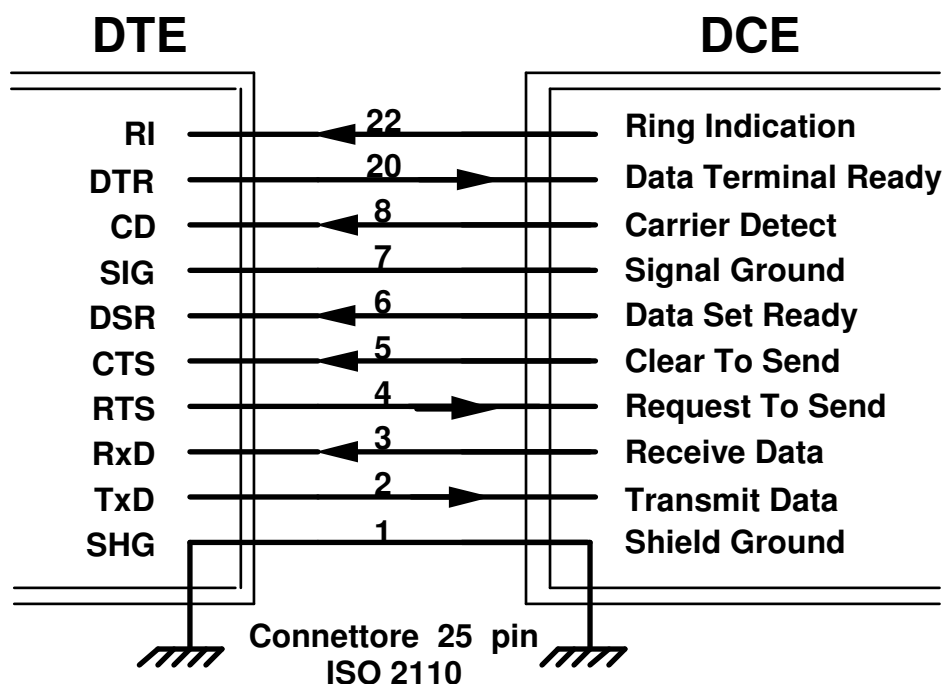 DTE DCE
RI 22 Ring Indication
DTR 20 Data Terminal Ready
CD 8 Carrier Detect
SIG 7 Signal Ground
DSR 6 Data Set Ready
CTS 5 Clear To Send
RTS 4 Request To Send
RxD 3 Receive Data
TxD 2 Transmit Data
SHG 1 Shield Ground
Connettore 25 pin
ISO 2110